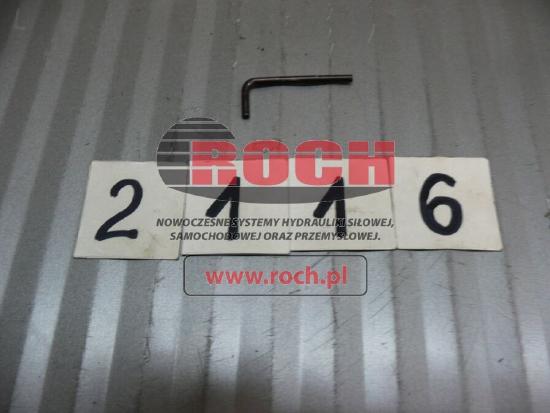 ROCH
2 1 1 6
NOWOCZESNE SYSTEMY HYDRAULIKI SIŁOWEJ,
SAMOCHODOWEJ ORAZ PRZEMYSŁOWEJ.
www.roch.pl